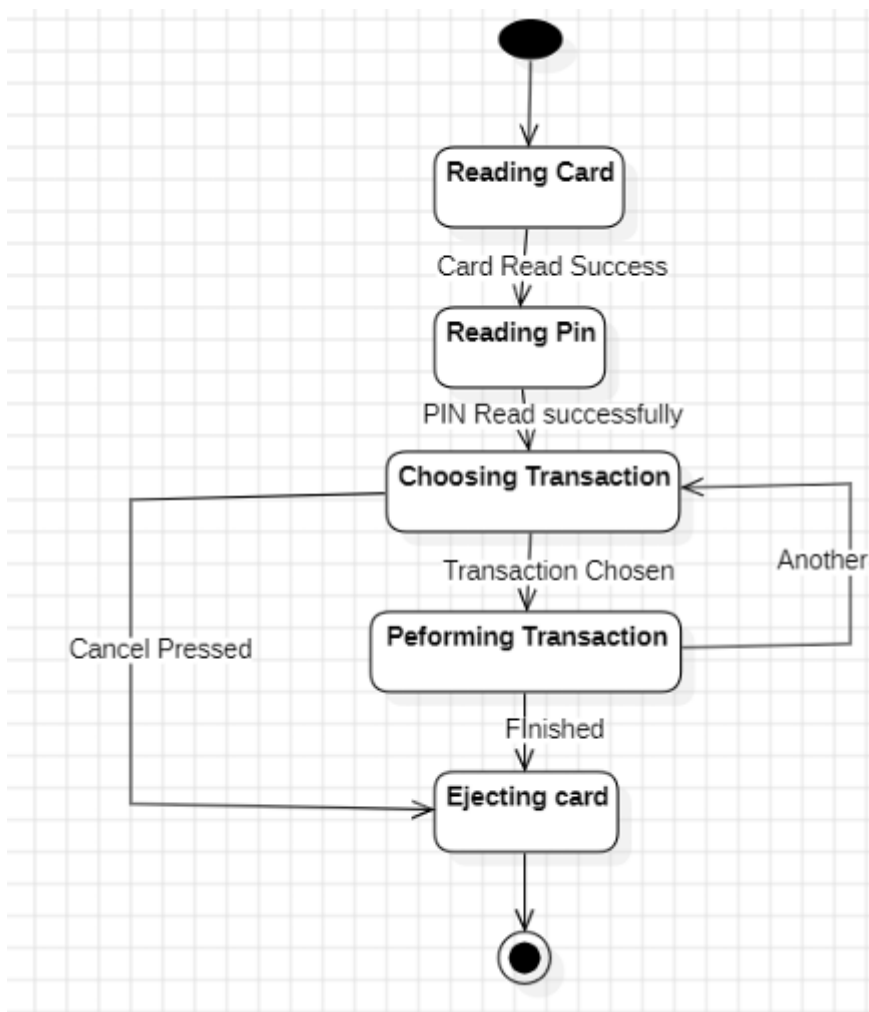 Reading Card
Card Read Success
Reading Pin
PIN Read successfully
Choosing Transaction
Transaction Chosen
Another
Peforming Transaction
Cancel Pressed
FInished
Ejecting card